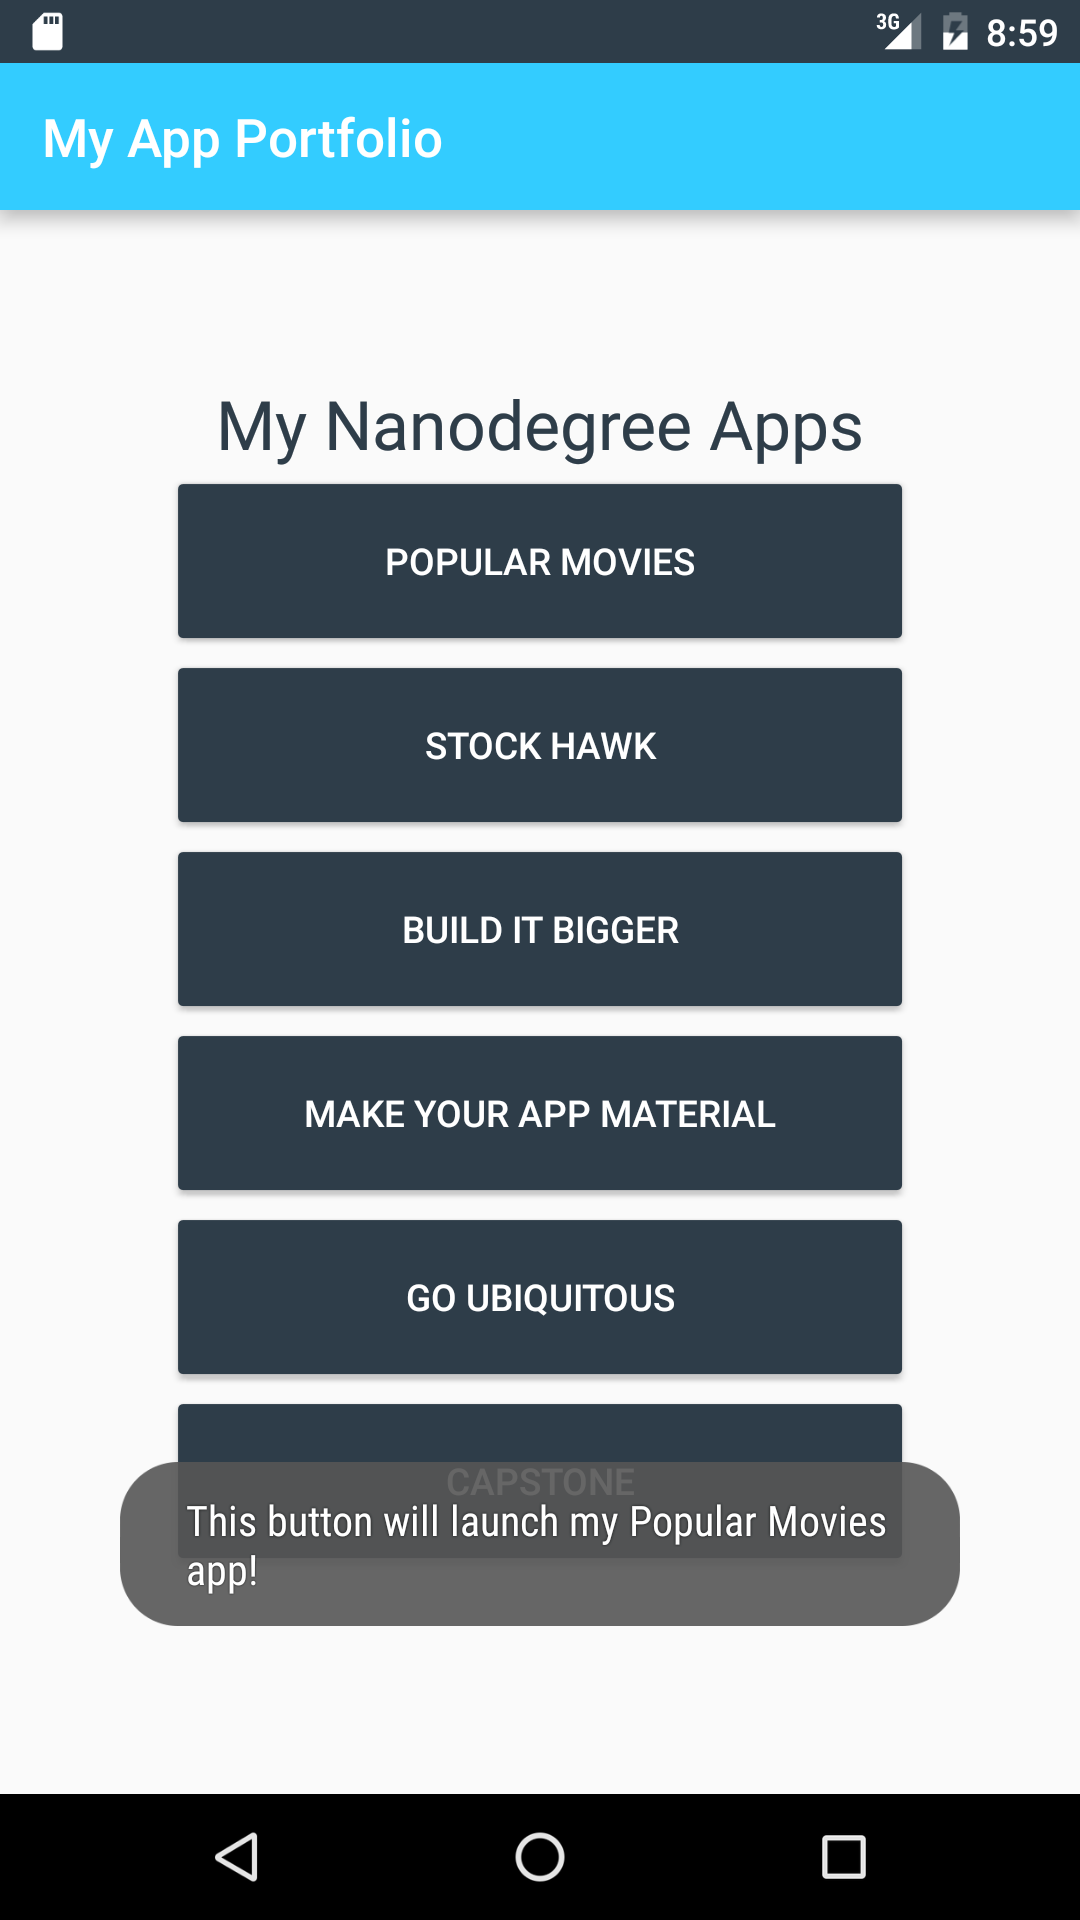 3G 8:59
My App Portfolio
My Nanodegree Apps
POPULAR MOVIES
STOCK HAWK
BUILD IT BIGGER
MAKE YOUR APP MATERIAL
GO UBIQUITOUS
CAPSTONE
This button will launch my Popular Movies
app!